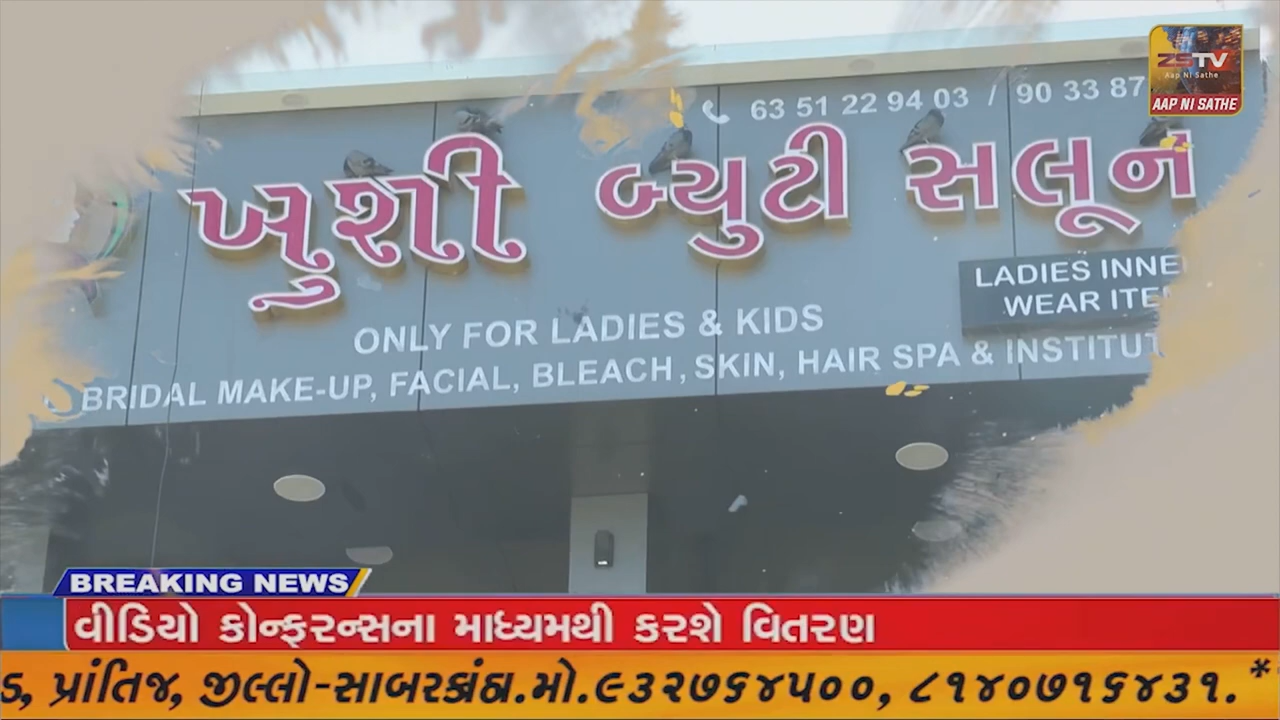 ZSTV
Aap Ni Sathe
AAP NI SATHE
63 51 22 94 03 / 90 33 87
ખુશી બ્યુટી સલૂન
LADIES INNE
WEAR ITE
ONLY FOR LADIES & KIDS
BRIDAL MAKE-UP, FACIAL, BLEACH, SKIN, HAIR SPA & INSTITUT
BREAKING NEWS
વીડિયો કોન્ફરન્સના માધ્યમથી કરશે વિતરણ
ડ, પ્રાંતિજ, જીલ્લો-સાબરકાંઠા.મો.૯૩૨૭૬૪૫૦૦, ૮૧૪૦૭૧૬૪૩૧.*